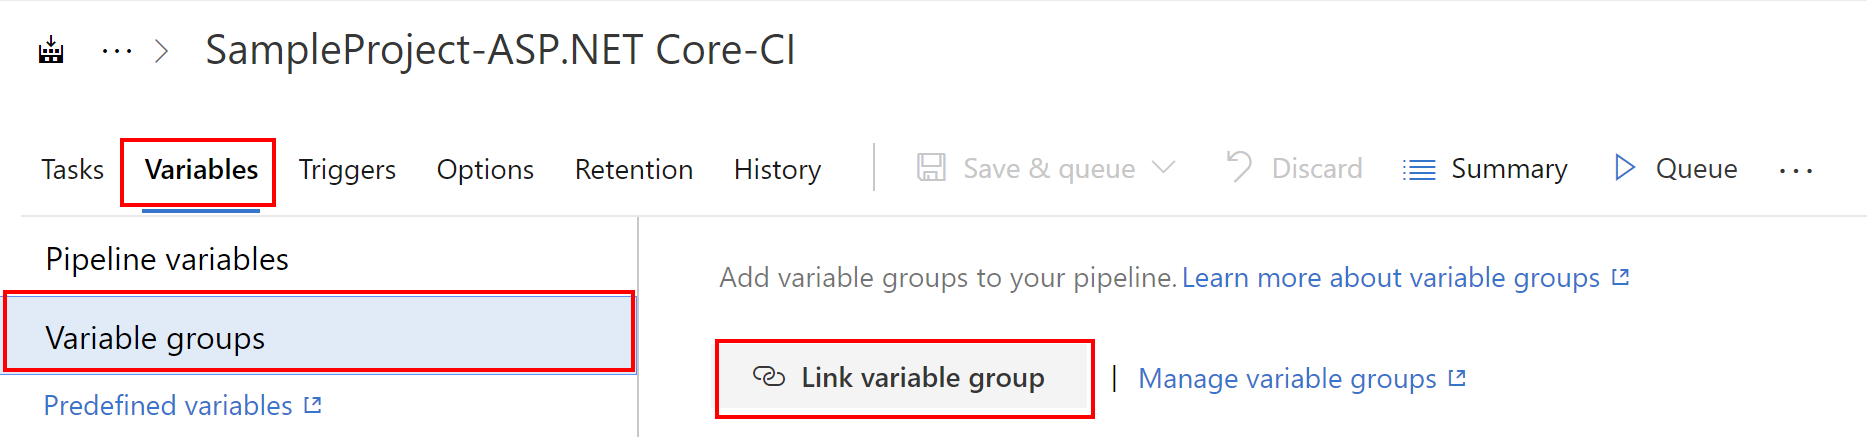 ... > SampleProject-ASP.NET Core-CI
Tasks Variables Triggers Options Retention History Save & queue Discard Summary Queue ...
Pipeline variables
Variable groups
Predefined variables
Add variable groups to your pipeline. Learn more about variable groups
Link variable group | Manage variable groups